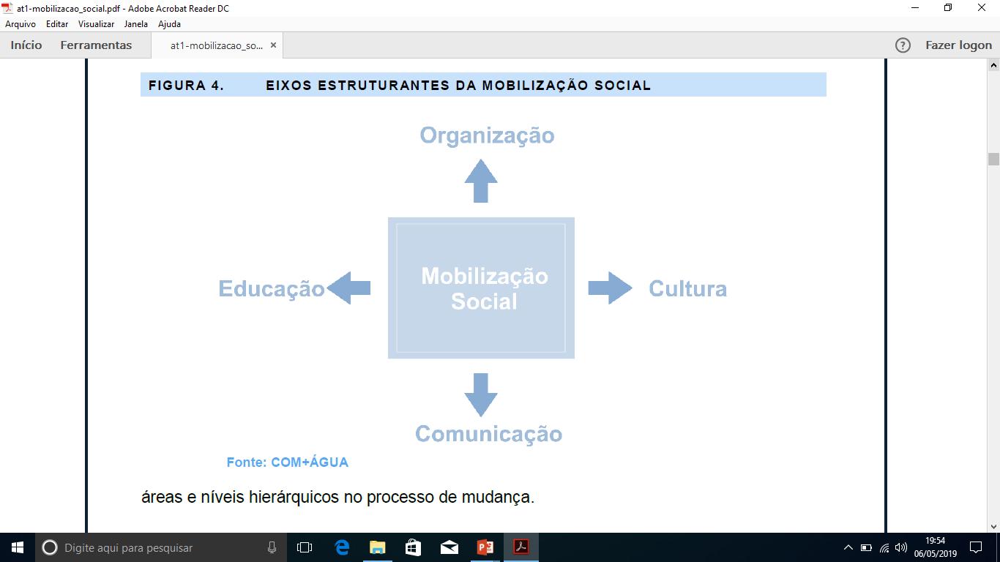 at1-mobilizacao_social.pdf - Adobe Acrobat Reader DC
Arquivo Editar Visualizar Janela Ajuda
Início Ferramentas at1-mobilizacao_so... × ? Fazer logon
FIGURA 4. EIXOS ESTRUTURANTES DA MOBILIZAÇÃO SOCIAL
Organização
Mobilização
Social
Educação
Cultura
Comunicação
Fonte: COM+ÁGUA
áreas e níveis hierárquicos no processo de mudança.
Digite aqui para pesquisar
19:54
06/05/2019